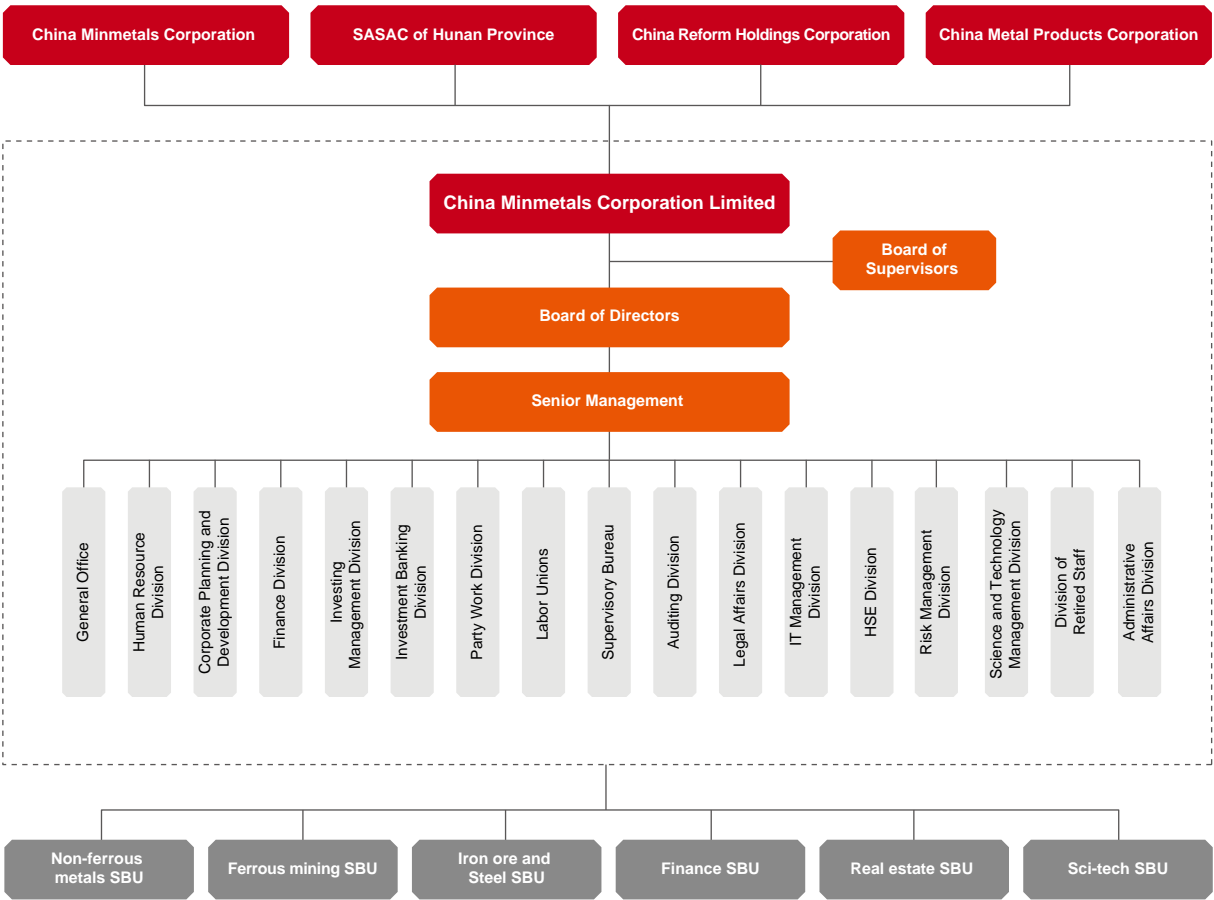 China Minmetals Corporation
SASAC of Hunan Province
China Reform Holdings Corporation
China Metal Products Corporation
China Minmetals Corporation Limited
Board of
Supervisors
Board of Directors
Senior Management
General Office
Human Resource
Division
Corporate Planning and
Development Division
Finance Division
Investing
Management Division
Investment Banking
Division
Party Work Division
Labor Unions
Supervisory Bureau
Auditing Division
Legal Affairs Division
IT Management
Division
HSE Division
Risk Management
Division
Science and Technology
Management Division
Division of
Retired Staff
Administrative
Affairs Division
Non-ferrous
metals SBU
Ferrous mining SBU
Iron ore and
Steel SBU
Finance SBU
Real estate SBU
Sci-tech SBU